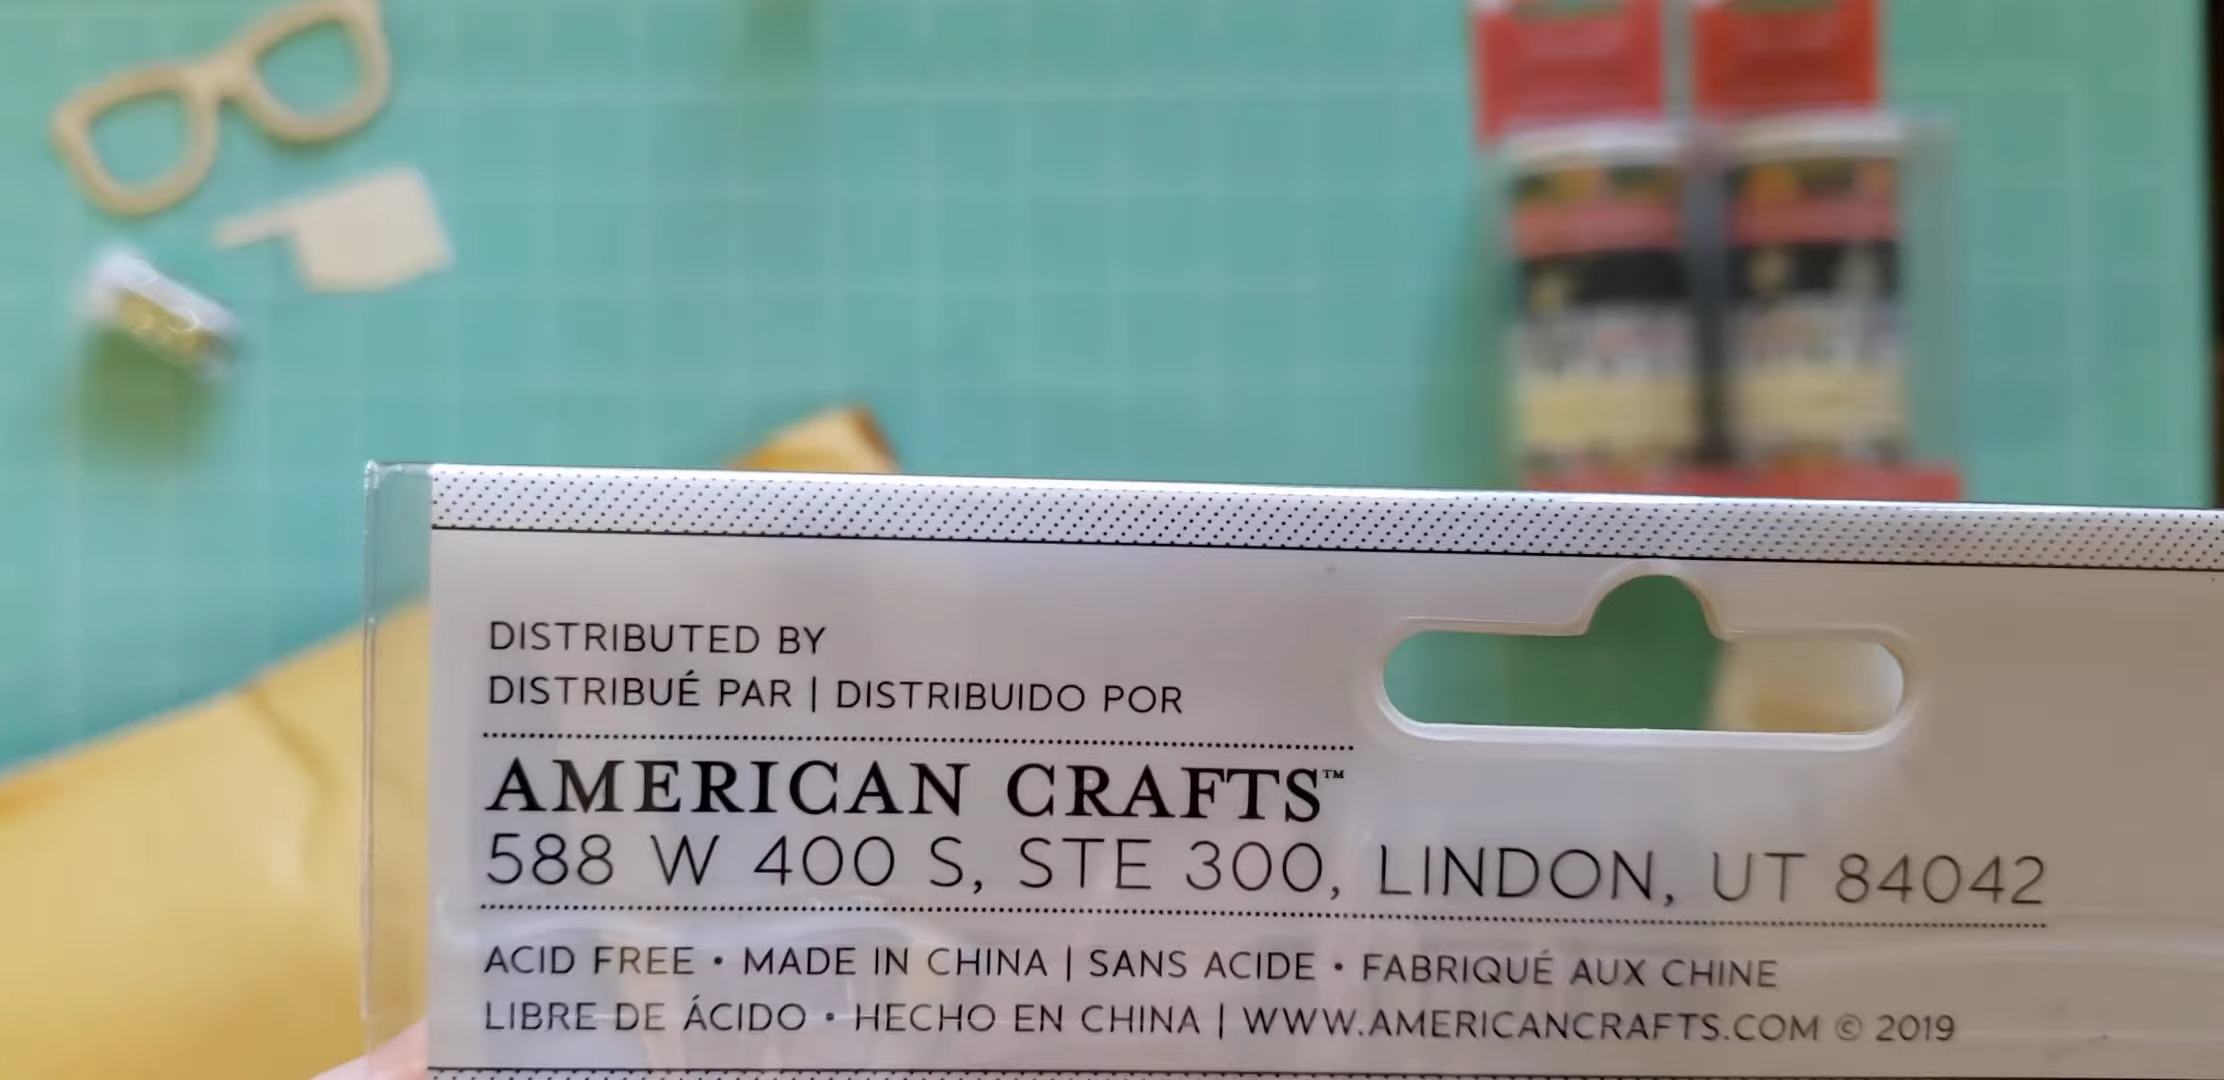 DISTRIBUTED BY
DISTRIBUÉ PAR | DISTRIBUIDO POR
AMERICAN CRAFTS™
588 W 400 S, STE 300, LINDON, UT 84042
ACID FREE • MADE IN CHINA | SANS ACIDE • FABRIQUÉ AUX CHINE
LIBRE DE ÁCIDO • HECHO EN CHINA | WWW.AMERICANCRAFTS.COM © 2019